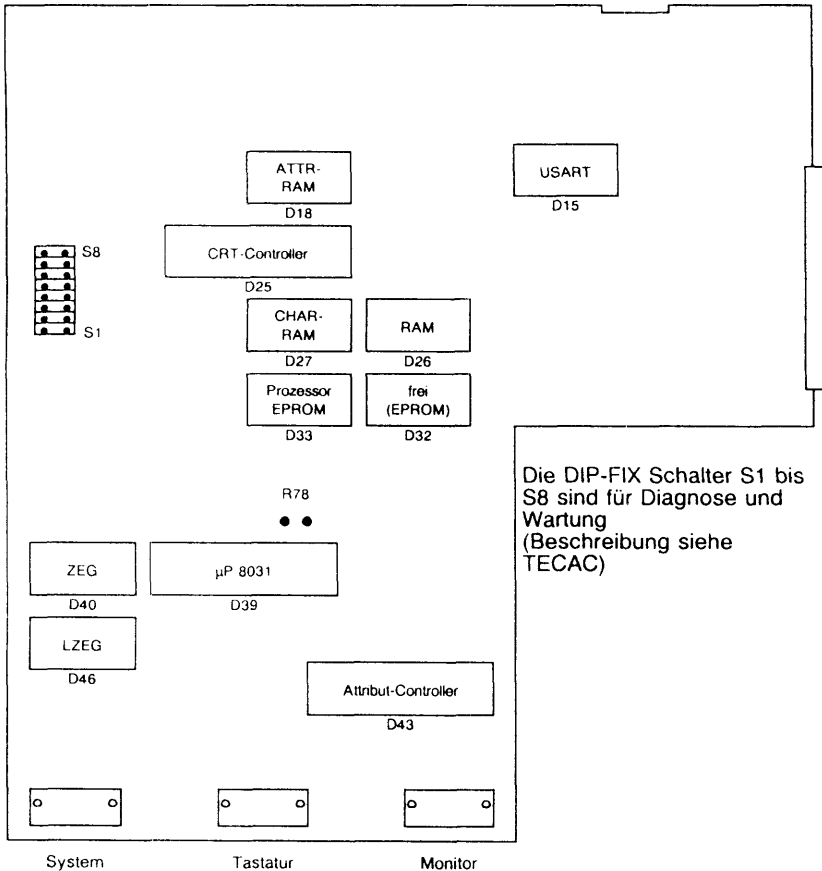 ATTR-
RAM
D18
USART
D15
CRT-Controller
D25
S8
S1
CHAR-
RAM
D27
RAM
D26
Prozessor
EPROM
D33
frei
(EPROM)
D32
Die DIP-FIX Schalter S1 bis
S8 sind für Diagnose und
Wartung
(Beschreibung siehe
TECAC)
R78
ZEG
D40
µP 8031
D39
LZEG
D46
Attribut-Controller
D43
System
Tastatur
Monitor